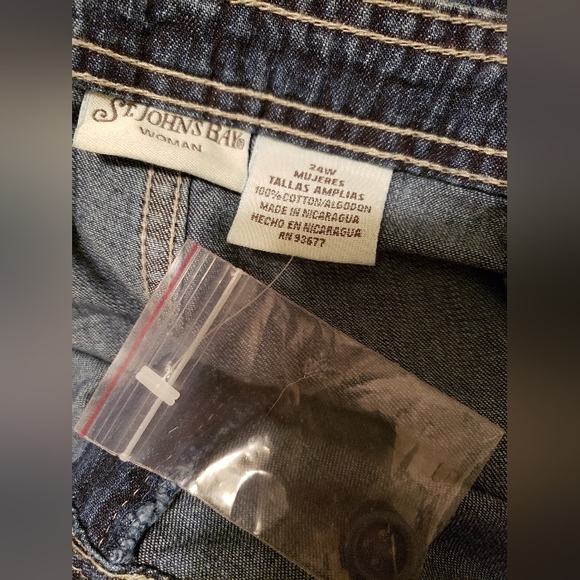 ST. JOHN'S BAY®
WOMAN
24W
MUJERES
TALLAS AMPLIAS
100% COTTON/ALGODON
MADE IN NICARAGUA
HECHO EN NICARAGUA
RN 93677